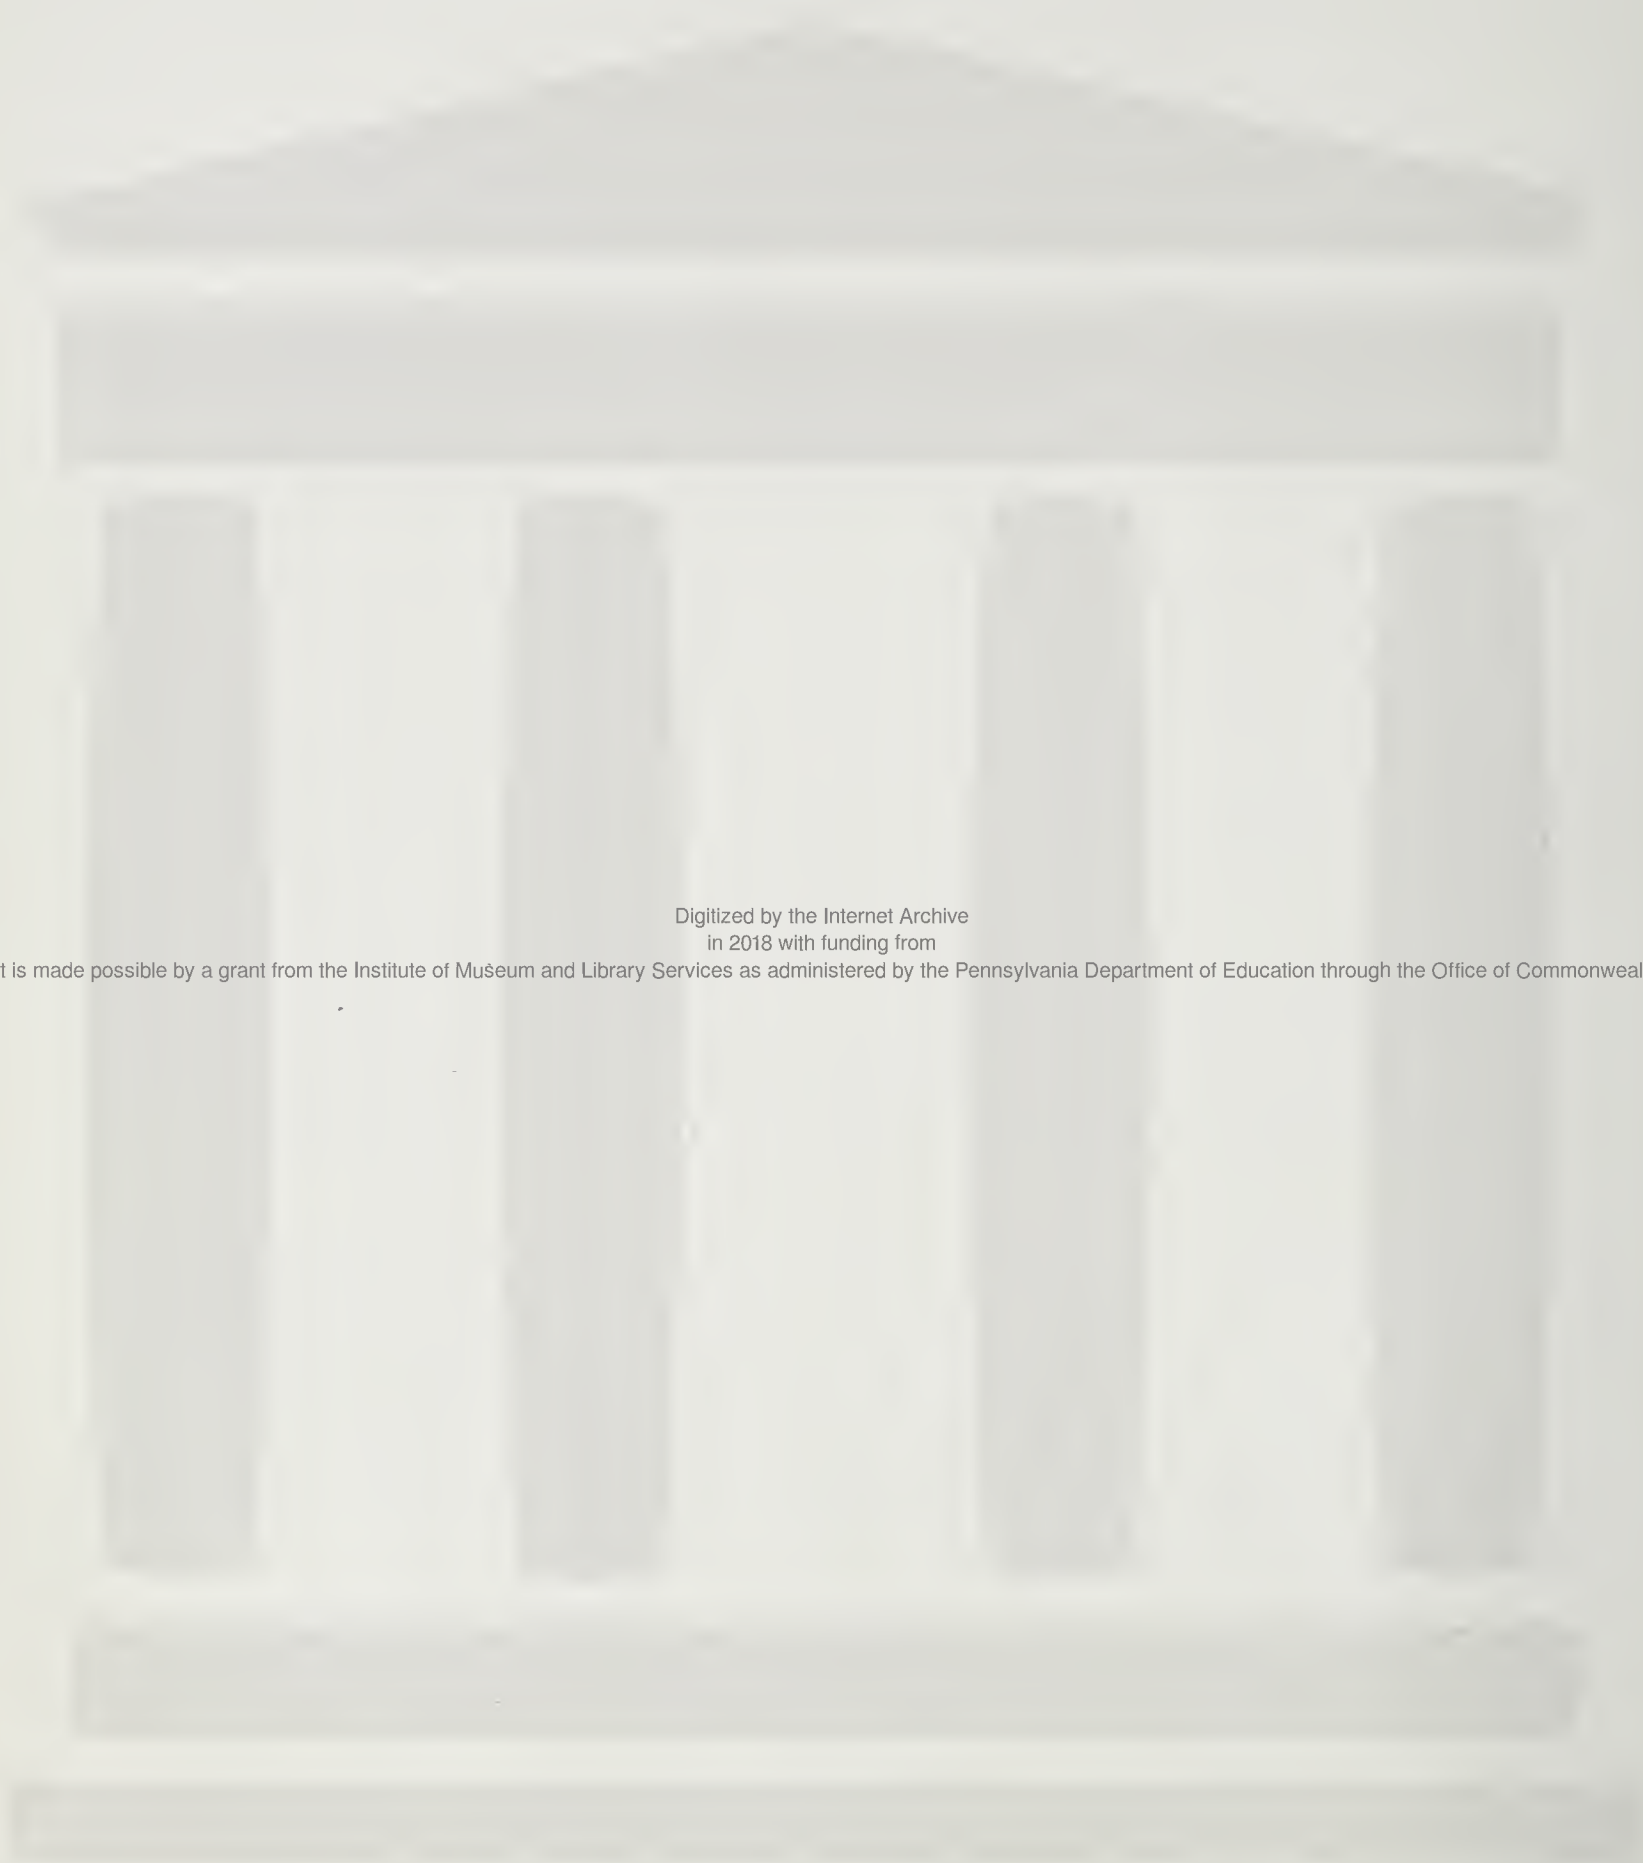 Digitized by the Internet Archive
in 2018 with funding from
t is made possible by a grant from the Institute of Museum and Library Services as administered by the Pennsylvania Department of Education through the Office of Commonweal